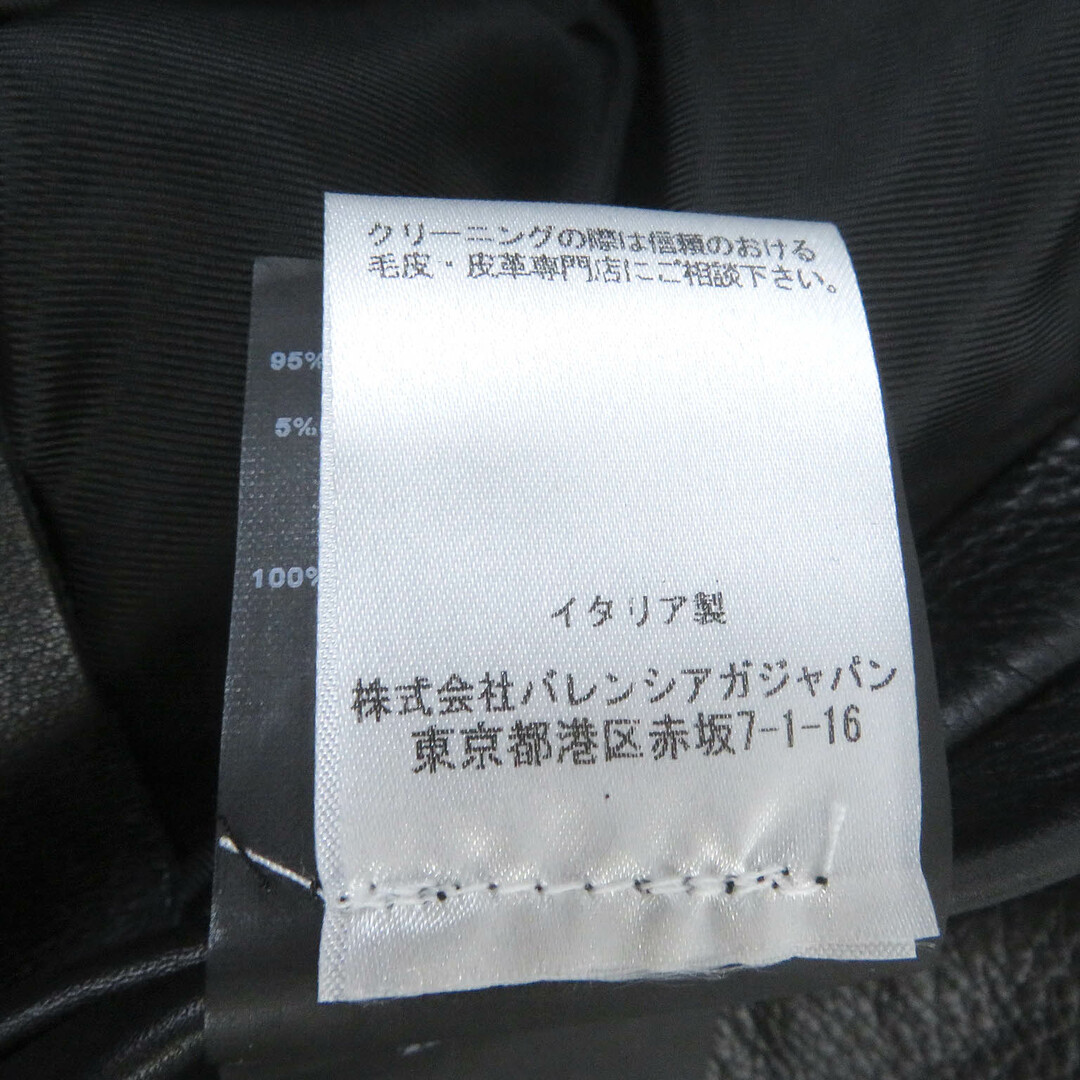 クリーニングの際は信頼のおける
毛皮・皮革専門店にご相談下さい。
95%
5%
100%
イタリア製
株式会社バレンシアガジャパン
東京都港区赤坂7-1-16